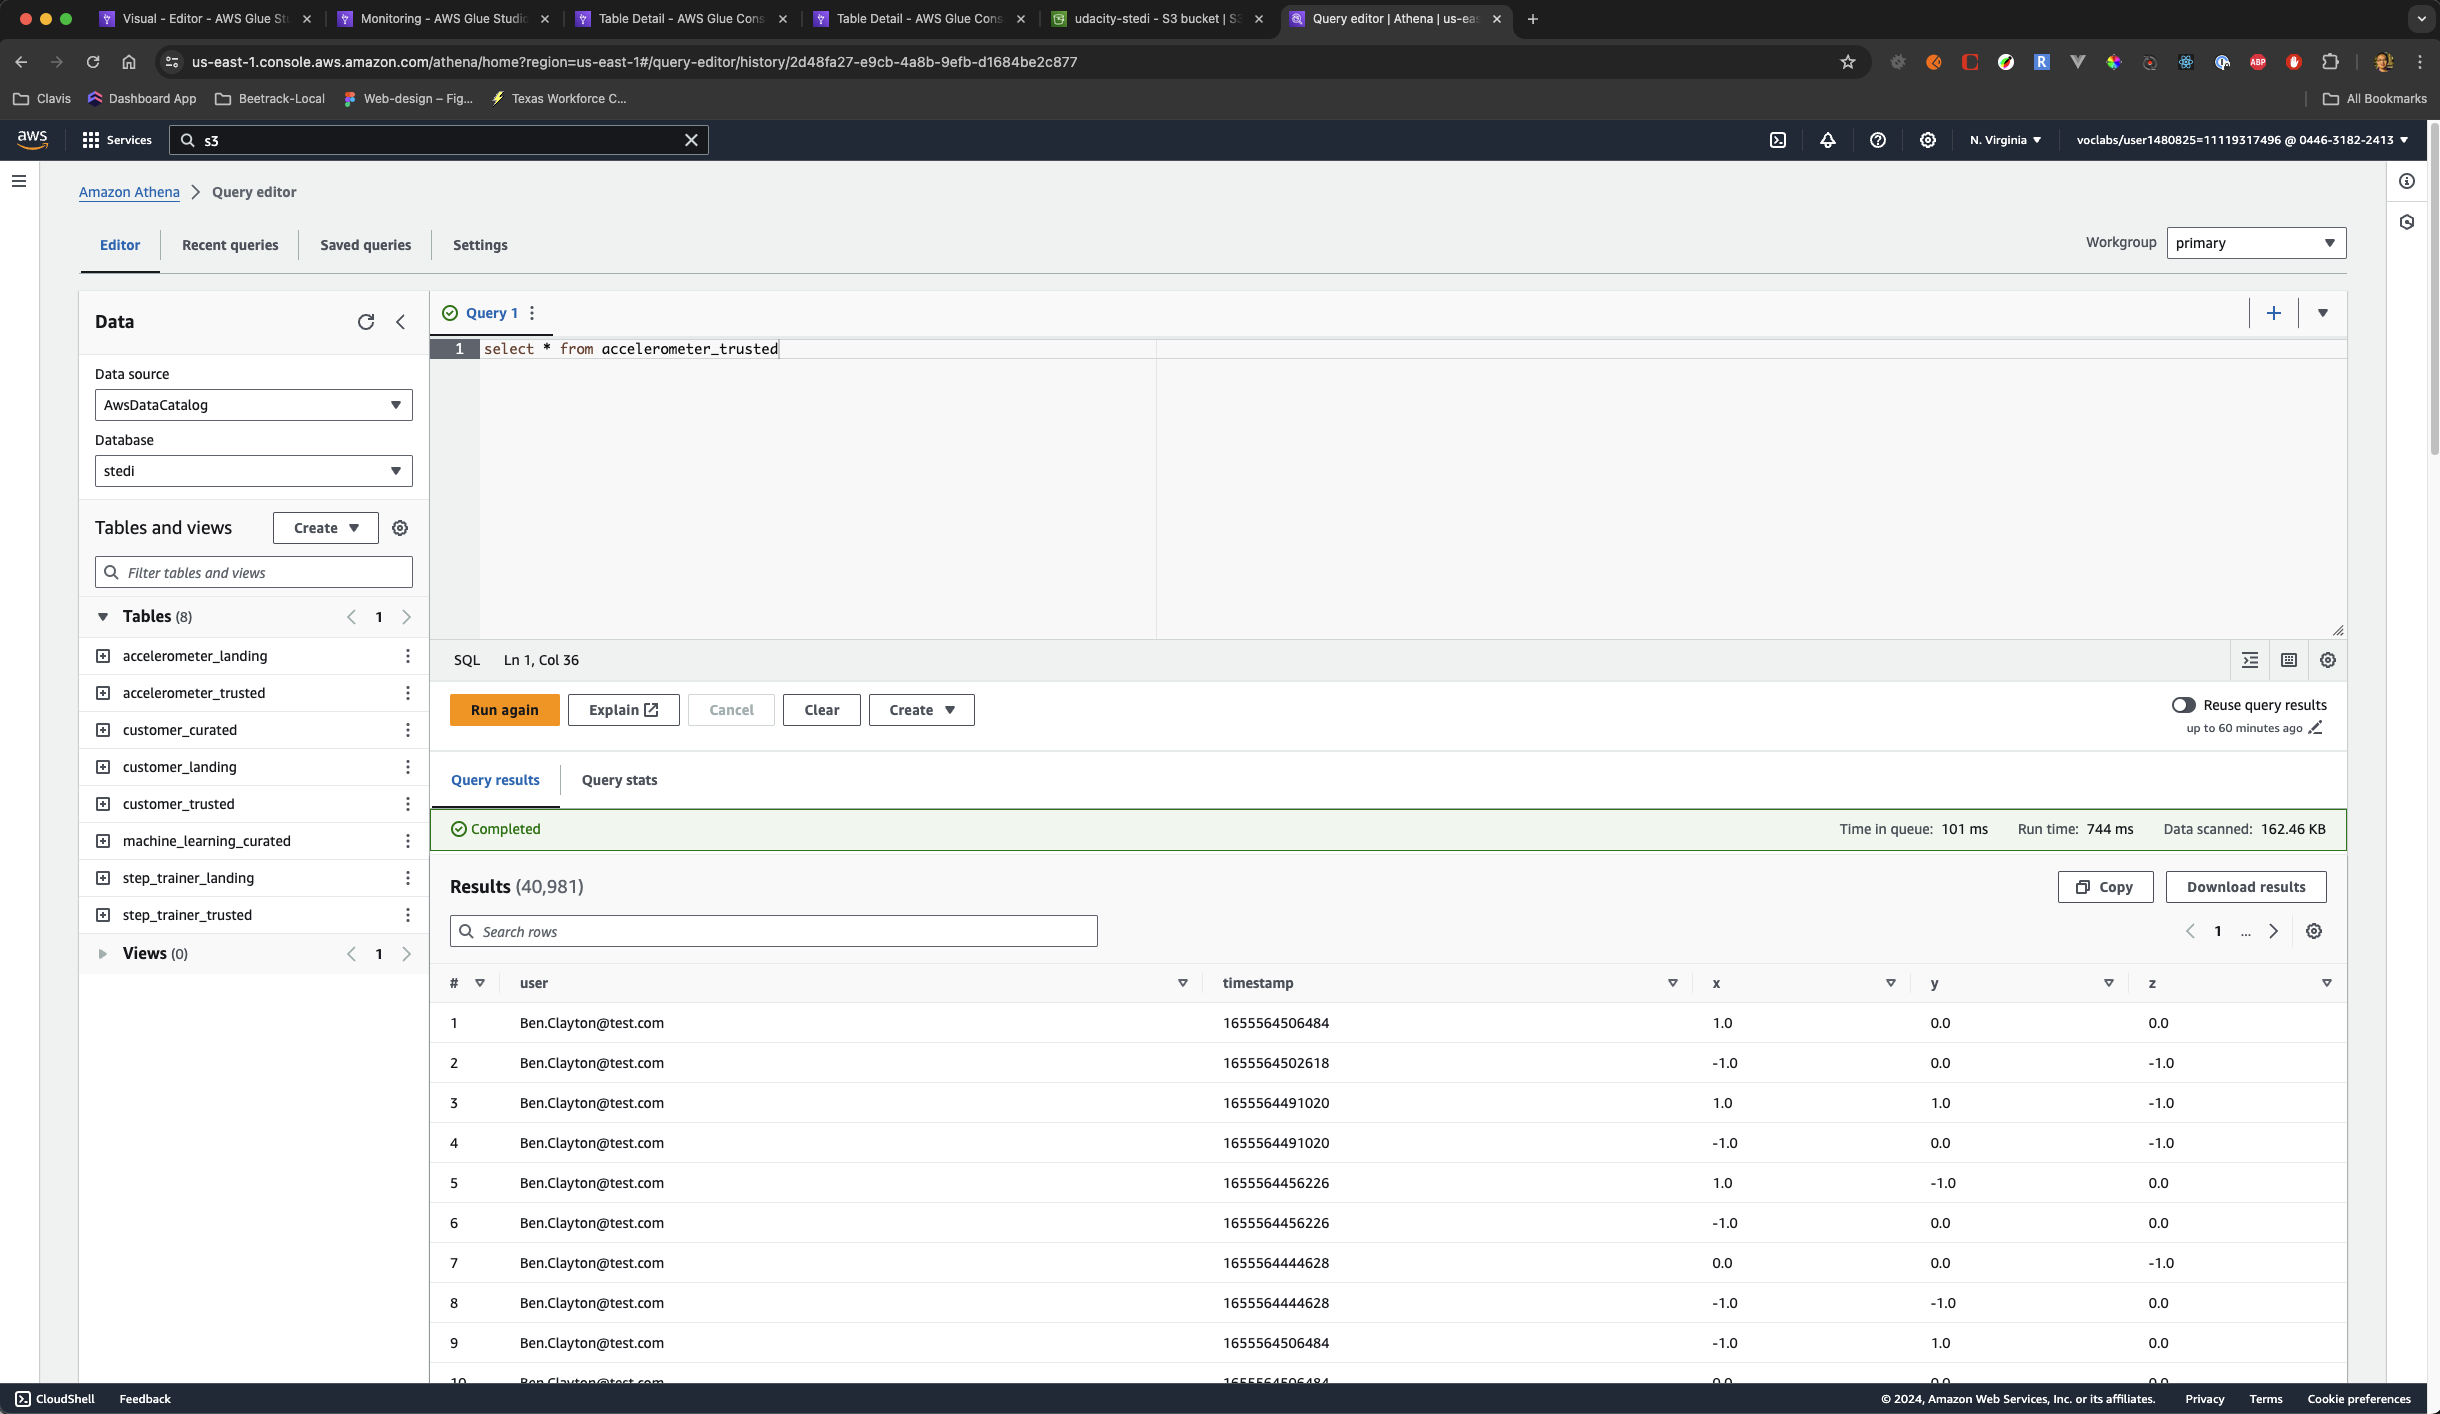 Visual - Editor - AWS Glue St
Monitoring - AWS Glue Studio
Table Detail - AWS Glue Cons
Table Detail - AWS Glue Cons
udacity-stedi - S3 bucket | S3
Query editor | Athena | us-eas
us-east-1.console.aws.amazon.com/athena/home?region=us-east-1#/query-editor/history/2d48fa27-e9cb-4a8b-9efb-d1684be2c877
Clavis
Dashboard App
Beetrack-Local
Web-design – Fig...
Texas Workforce C...
All Bookmarks
aws
Services
s3
N. Virginia
voclabs/user1480825=11119317496 @ 0446-3182-2413
Amazon Athena
Query editor
Editor
Recent queries
Saved queries
Settings
Workgroup
primary
Data
Data source
AwsDataCatalog
Database
stedi
Tables and views
Create
Filter tables and views
Tables (8)
1
accelerometer_landing
accelerometer_trusted
customer_curated
customer_landing
customer_trusted
machine_learning_curated
step_trainer_landing
step_trainer_trusted
Views (0)
1
Query 1
1 select * from accelerometer_trusted
SQL Ln 1, Col 36
Run again
Explain
Cancel
Clear
Create
Reuse query results
up to 60 minutes ago
Query results
Query stats
Completed
Time in queue: 101 ms Run time: 744 ms Data scanned: 162.46 KB
Results (40,981)
Copy
Download results
Search rows
1 ...
# user timestamp x y z
1 Ben.Clayton@test.com 1655564506484 1.0 0.0 0.0
2 Ben.Clayton@test.com 1655564502618 -1.0 0.0 -1.0
3 Ben.Clayton@test.com 1655564491020 1.0 1.0 -1.0
4 Ben.Clayton@test.com 1655564491020 -1.0 0.0 -1.0
5 Ben.Clayton@test.com 1655564456226 1.0 -1.0 0.0
6 Ben.Clayton@test.com 1655564456226 -1.0 0.0 0.0
7 Ben.Clayton@test.com 1655564444628 0.0 0.0 -1.0
8 Ben.Clayton@test.com 1655564444628 -1.0 -1.0 0.0
9 Ben.Clayton@test.com 1655564506484 -1.0 1.0 0.0
10 Ben.Clayton@test.com 1655564506484 0.0 0.0 0.0
CloudShell
Feedback
© 2024, Amazon Web Services, Inc. or its affiliates.
Privacy
Terms
Cookie preferences